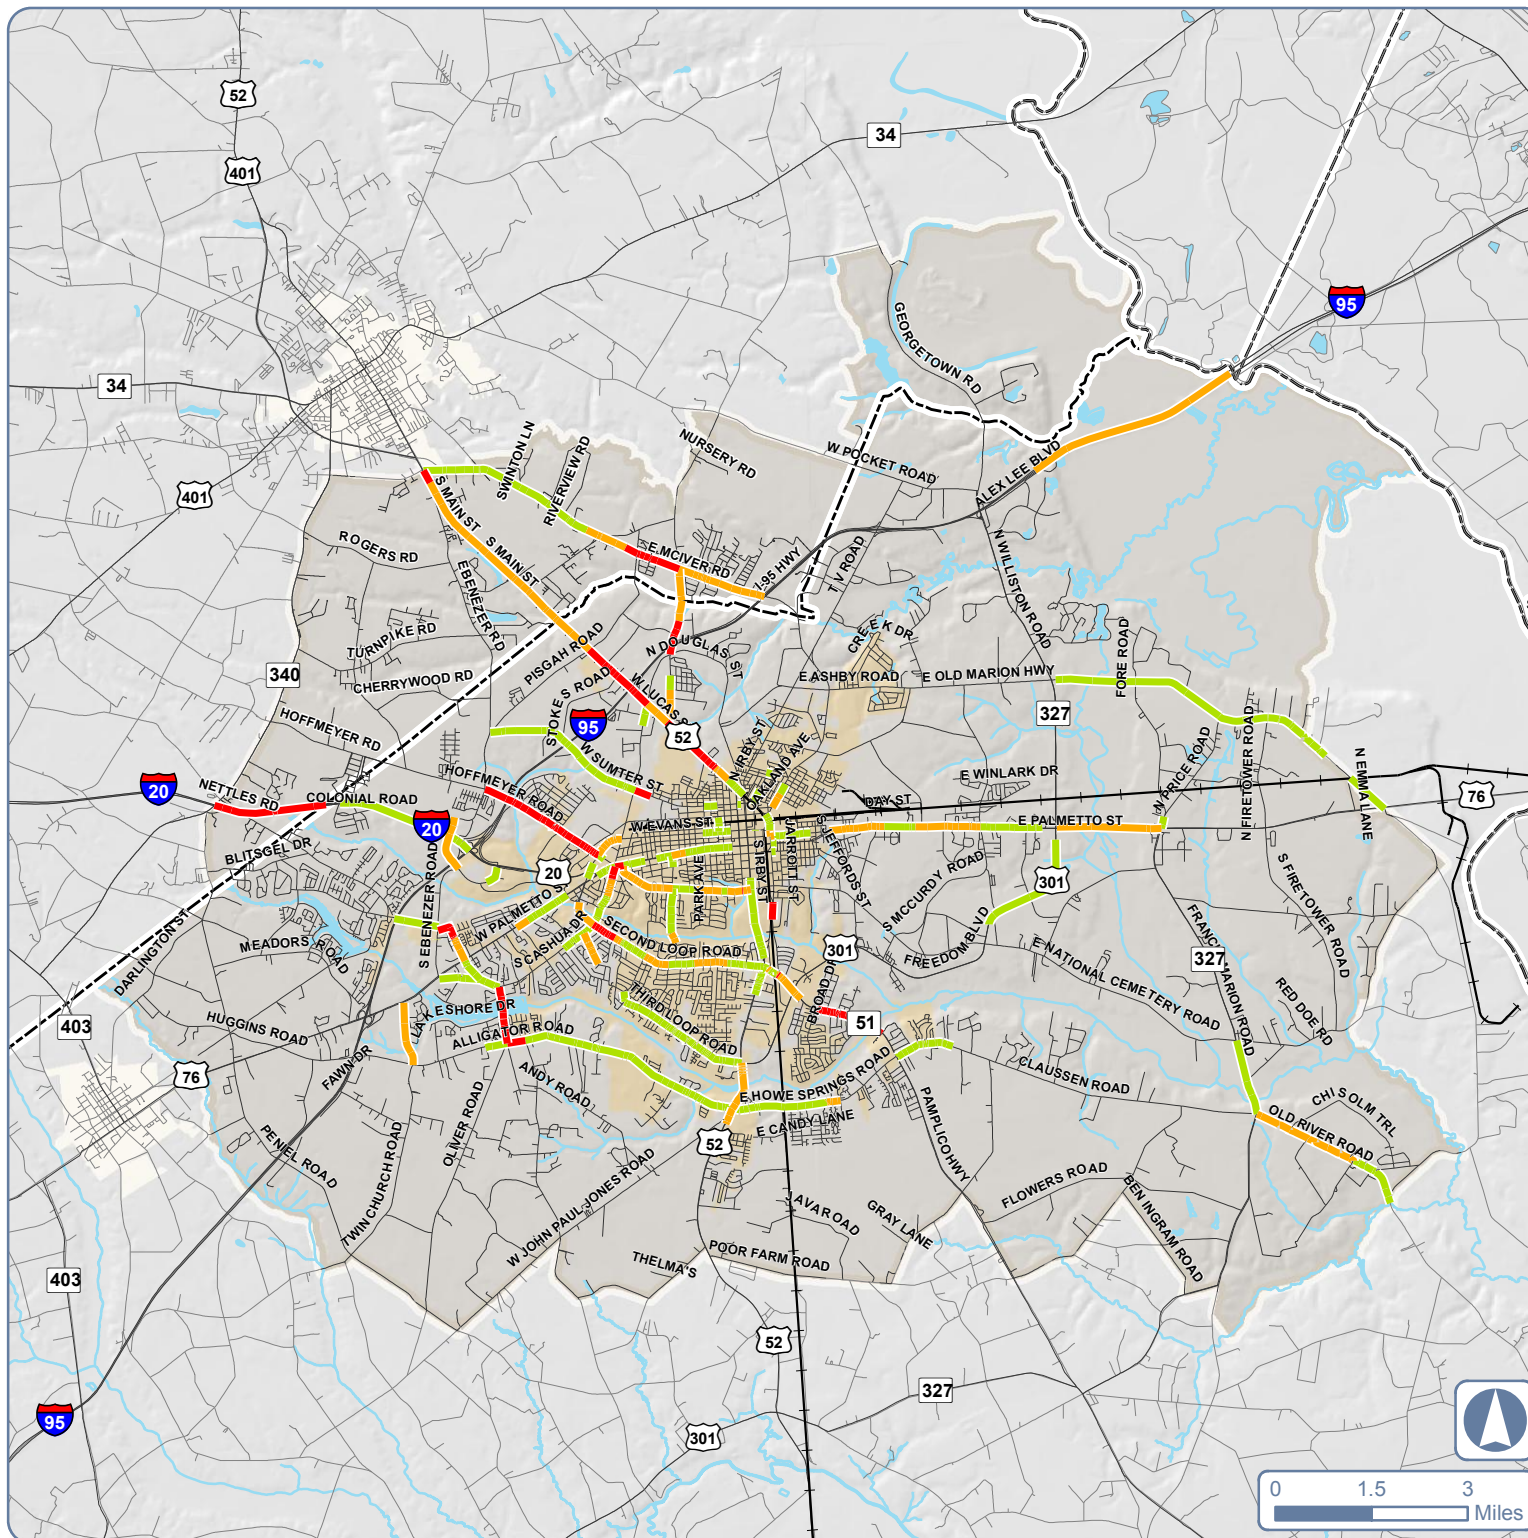 52
34
401
95
GEORGETOWN RD
34
SWINTON LN
RIVERVIEW RD
NURSERY RD
W POCKET ROAD
ALEX LEE BLVD
401
S MAIN ST
S MAIN ST
ROGERS RD
E MCIVER RD
I-95 HWY
T V ROAD
N WILLISTON ROAD
EBENEZER RD
TURNPIKE RD
PISGAH ROAD
N DOUGLAS ST
CREEK DR
FORE ROAD
340
CHERRYWOOD RD
STOKES ROAD
W LUCAS S
E ASHBY ROAD
E OLD MARION HWY
HOFFMEYER RD
95
52
327
N IRBY ST
OAKLAND AVE
N PRICE ROAD
N FIRETOWER ROAD
N EMMA LANE
W SUMTER ST
E WINLARK DR
20
NETTLES RD
COLONIAL ROAD
HOFFMEYER ROAD
DAY ST
76
20
W EVANS ST
E PALMETTO ST
BLITSGEL DR
S EBENEZER ROAD
20
W PALMETTO S
PARK AVE
S IRBY ST
JARROTT ST
S JEFFORDS ST
S MCCURDY ROAD
301
S FIRETOWER ROAD
DARLINGTON ST
MEADORS ROAD
S CASHUA DR
SECOND LOOP ROAD
301
FREEDOM BLVD
E NATIONAL CEMETERY ROAD
FRANCIS MARION ROAD
327
RED DOE RD
403
HUGGINS ROAD
LAKESHORE DR
ALLIGATOR ROAD
THIRD LOOP ROAD
BROAD DR
51
76
FAWN DR
ANDY ROAD
E HOWE SPRINGS ROAD
CLAUSSEN ROAD
CHISOLM TRL
OLD RIVER ROAD
PENIEL ROAD
TWIN CHURCH ROAD
OLIVER ROAD
52
E CANDY LANE
PAMPLICO HWY
W JOHN PAUL JONES ROAD
JAVA ROAD
GRAY LANE
FLOWERS ROAD
BEN INGRAM ROAD
403
THELMA'S
POOR FARM ROAD
52
327
95
301
0 1.5 3
Miles